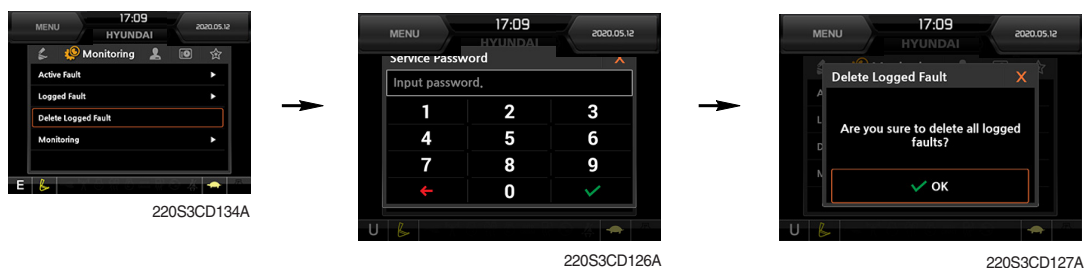 MENU
17:09
2020.05.12
HYUNDAI
Monitoring
Active Fault
Logged Fault
Delete Logged Fault
Monitoring
E
220S3CD134A
MENU
17:09
2020.05.12
HYUNDAI
Service Password
X
Input password.
1 2 3
4 5 6
7 8 9
0
U
220S3CD126A
MENU
17:09
2020.05.12
HYUNDAI
Delete Logged Fault X
A
L
D
M
Are you sure to delete all logged
faults?
OK
U
220S3CD127A